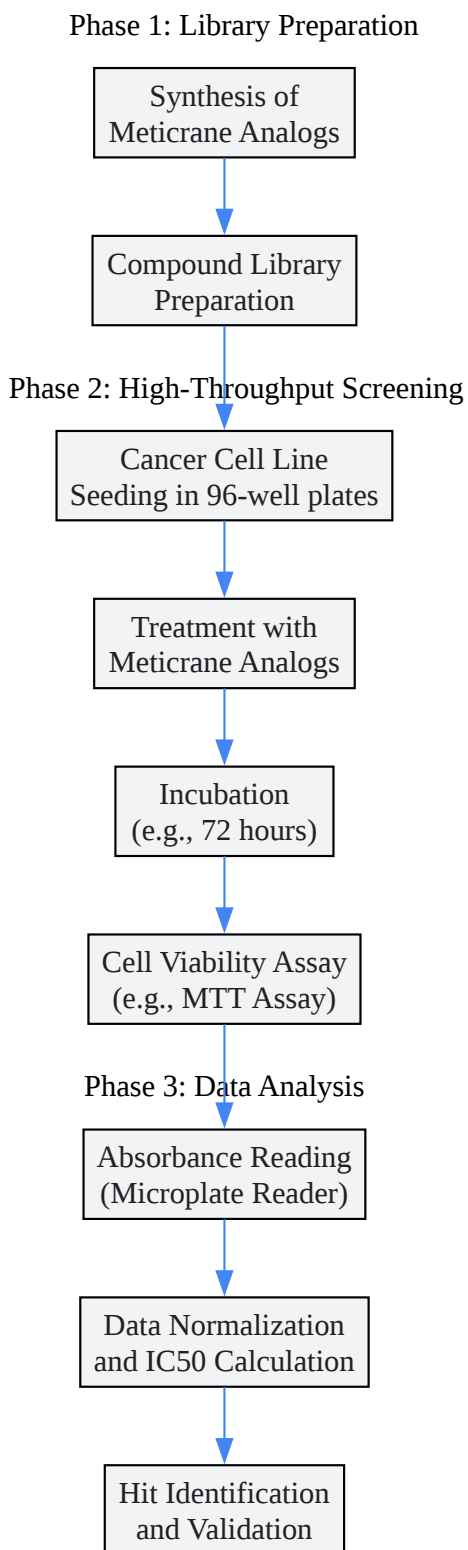 Phase 1: Library Preparation
Synthesis of
Meticrane Analogs
Compound Library
Preparation
Phase 2: High-Throughput Screening
Cancer Cell Line
Seeding in 96-well plates
Treatment with
Meticrane Analogs
Incubation
(e.g., 72 hours)
Cell Viability Assay
(e.g., MTT Assay)
Phase 3: Data Analysis
Absorbance Reading
(Microplate Reader)
Data Normalization
and IC50 Calculation
Hit Identification
and Validation